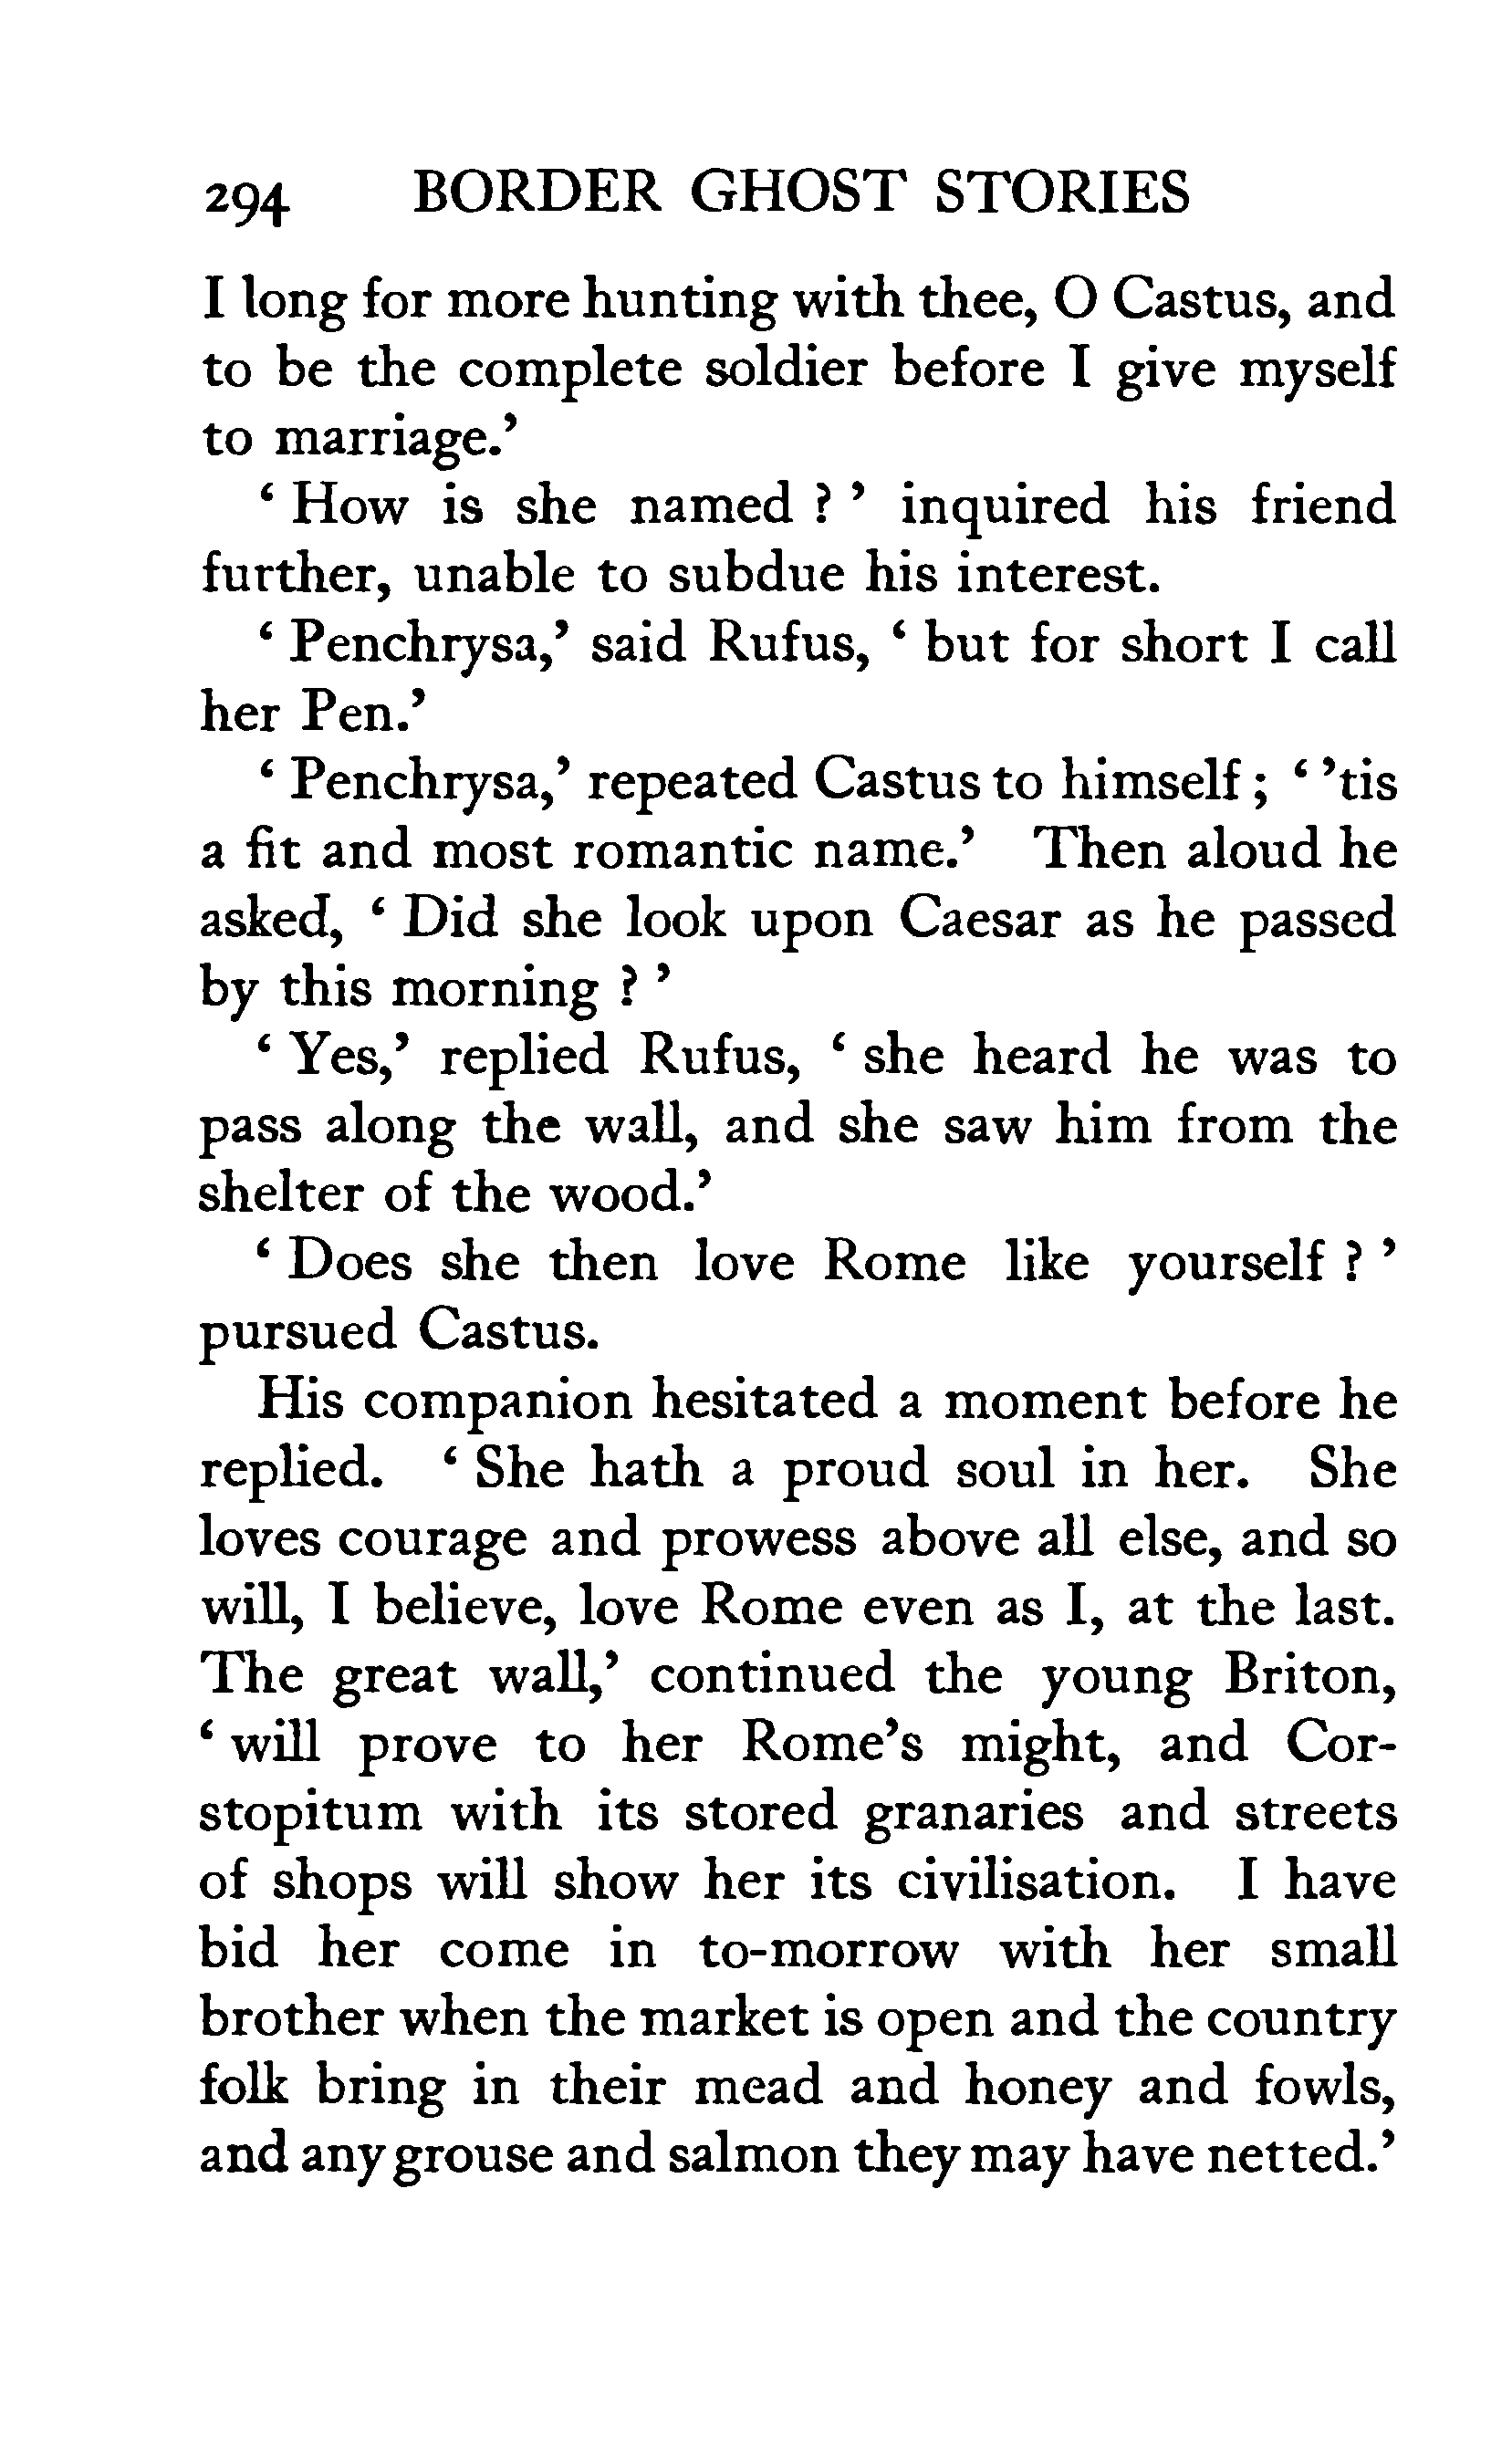 294 BORDER GHOST STORIES
I long for more hunting with thee, O Castus, and
to be the complete soldier before I give myself
to marriage.’
‘ How is she named ? ’ inquired his friend
further, unable to subdue his interest.
‘ Penchrysa,’ said Rufus, ‘ but for short I call
her Pen.’
‘ Penchrysa,’ repeated Castus to himself ; ‘ ’tis
a fit and most romantic name.’ Then aloud he
asked, ‘ Did she look upon Caesar as he passed
by this morning ? ’
‘ Yes,’ replied Rufus, ‘ she heard he was to
pass along the wall, and she saw him from the
shelter of the wood.’
‘ Does she then love Rome like yourself ? ’
pursued Castus.
His companion hesitated a moment before he
replied. ‘ She hath a proud soul in her. She
loves courage and prowess above all else, and so
will, I believe, love Rome even as I, at the last.
The great wall,’ continued the young Briton,
‘ will prove to her Rome’s might, and Cor-
stopitum with its stored granaries and streets
of shops will show her its civilisation. I have
bid her come in to-morrow with her small
brother when the market is open and the country
folk bring in their mead and honey and fowls,
and any grouse and salmon they may have netted.’